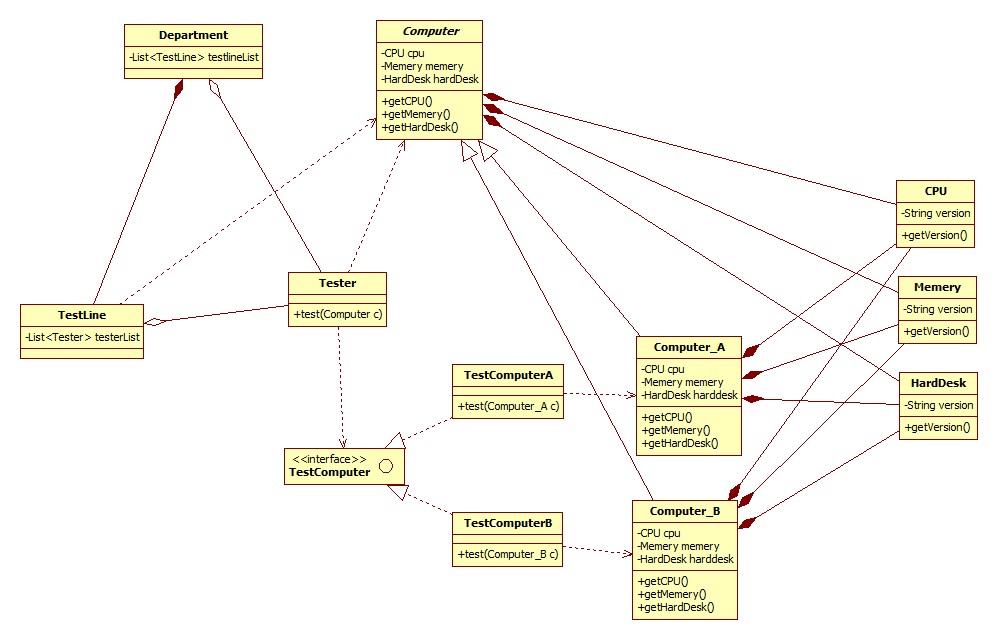 Department
-List<TestLine> testlineList
Computer
-CPU cpu
-Memery memery
-HardDesk hardDesk
+getCPU()
+getMemery()
+getHardDesk()
CPU
-String version
+getVersion()
Tester
+test(Computer c)
Memery
-String version
+getVersion()
TestLine
-List<Tester> testerList
Computer_A
-CPU cpu
-Memery memery
-HardDesk harddesk
+getCPU()
+getMemery()
+getHardDesk()
TestComputerA
+test(Computer_A c)
HardDesk
-String version
+getVersion()
<<interface>>
TestComputer
TestComputerB
+test(Computer_B c)
Computer_B
-CPU cpu
-Memery memery
-HardDesk harddesk
+getCPU()
+getMemery()
+getHardDesk()